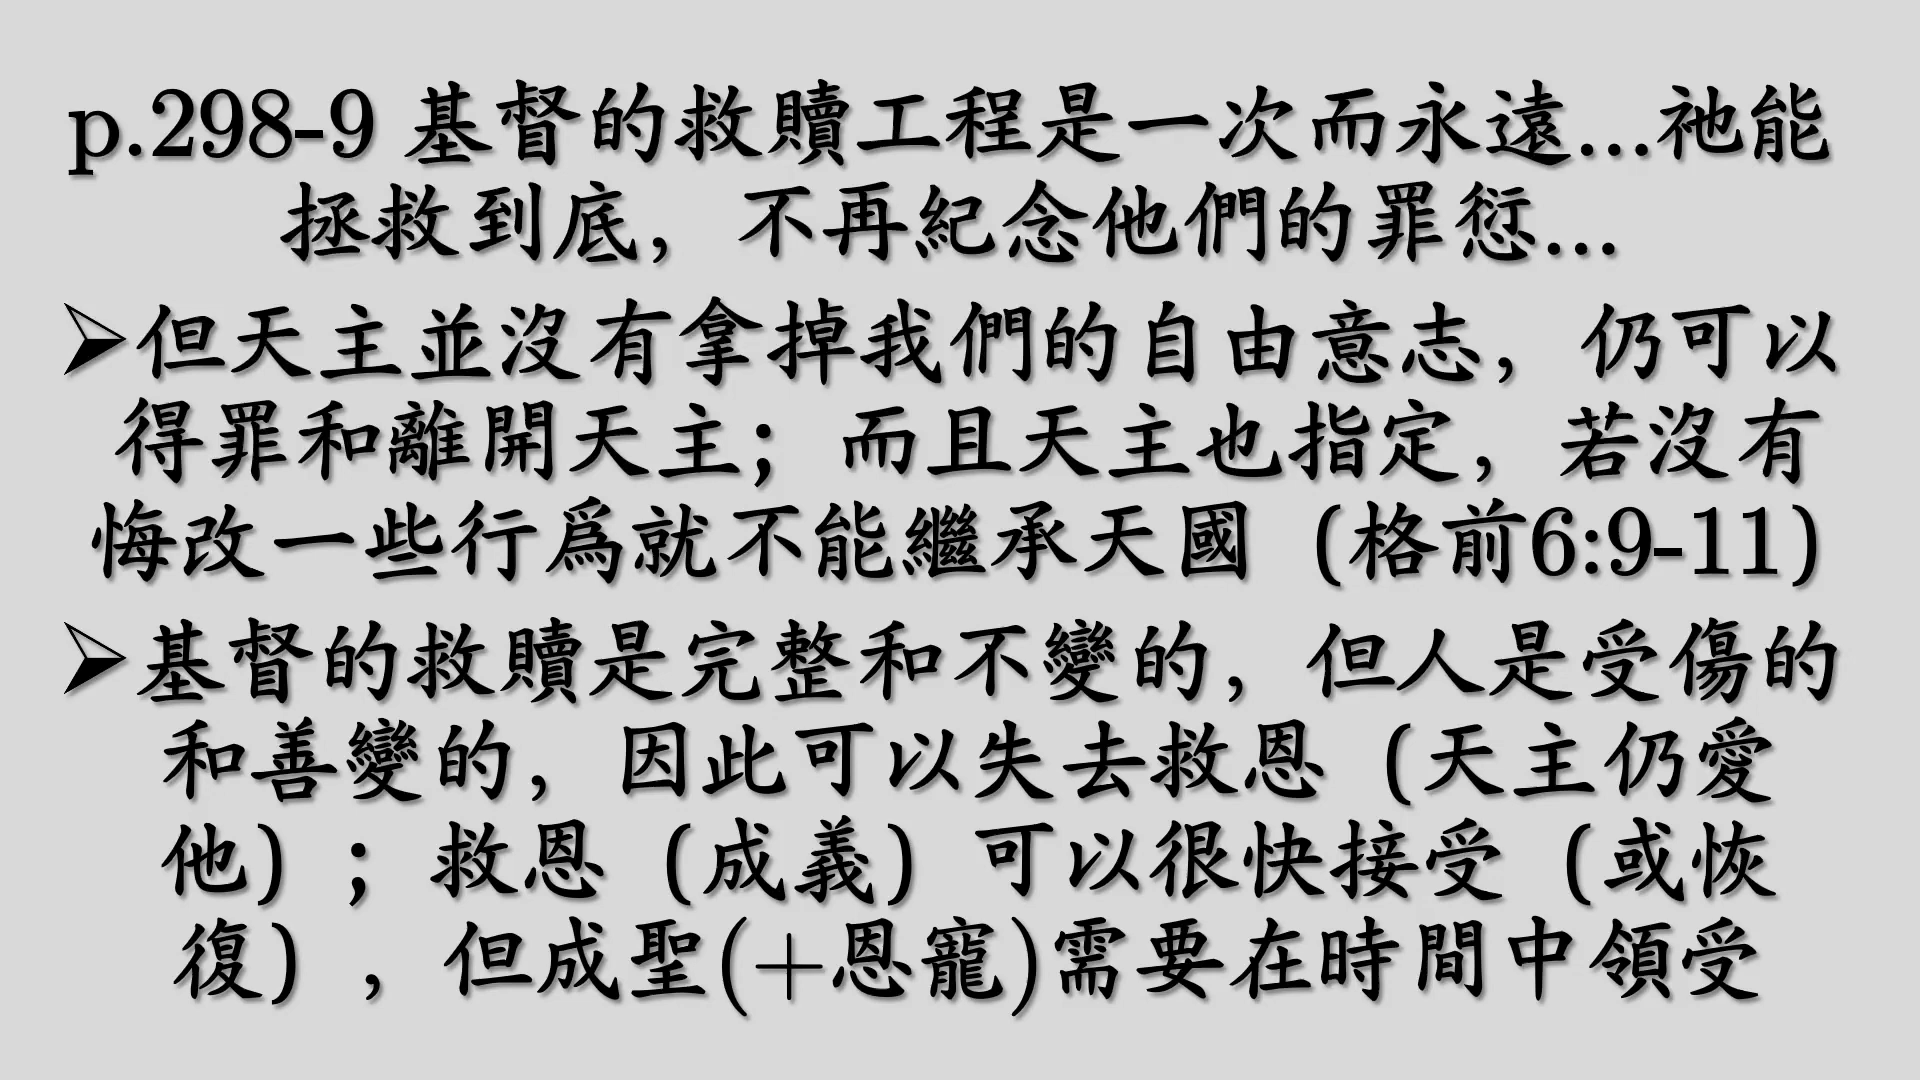 p.298-9 基督的救贖工程是一次而永遠...祂能
拯救到底，不再紀念他們的罪愆...
➢但天主並沒有拿掉我們的自由意志，仍可以
得罪和離開天主；而且天主也指定，若沒有
悔改一些行為就不能繼承天國（格前6:9-11）
➢基督的救贖是完整和不變的，但人是受傷的
和善變的，因此可以失去救恩（天主仍愛
他）；救恩（成義）可以很快接受（或恢
復），但成聖(+恩寵)需要在時間中領受